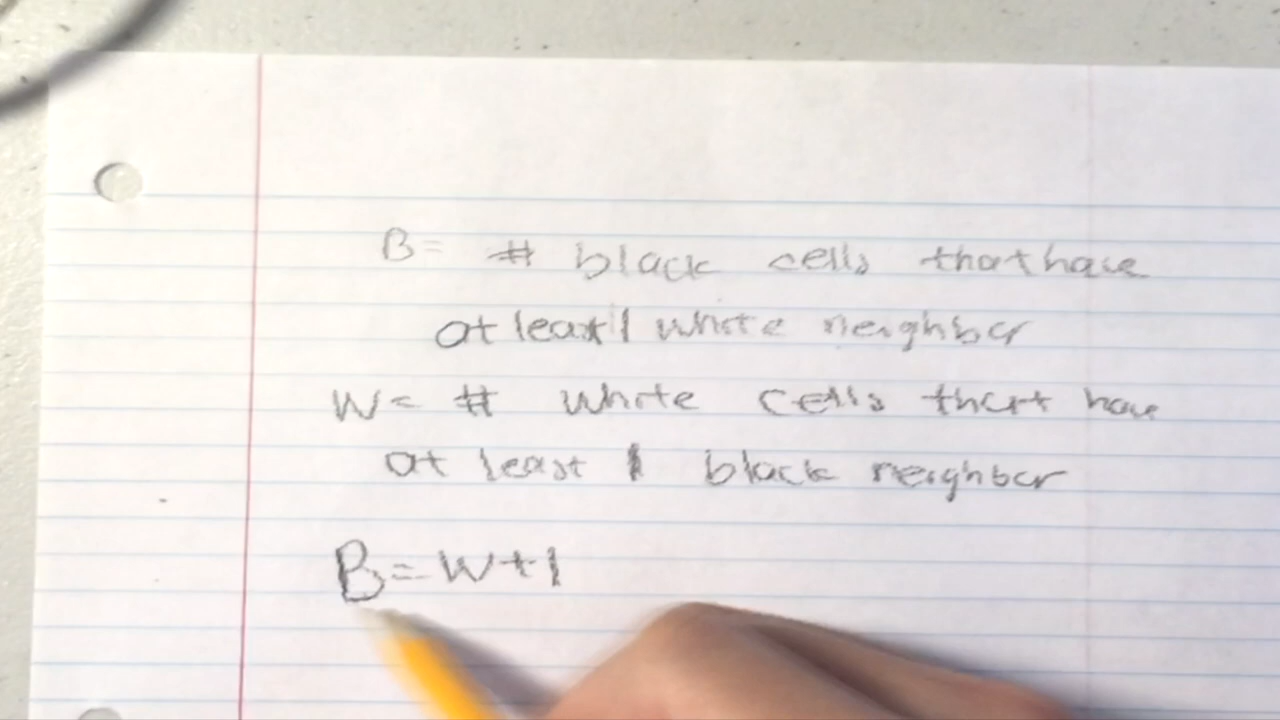 B= # black cells that have
at least 1 white neighbor
W= # white cells that have
at least 1 black neighbor
B=W+1